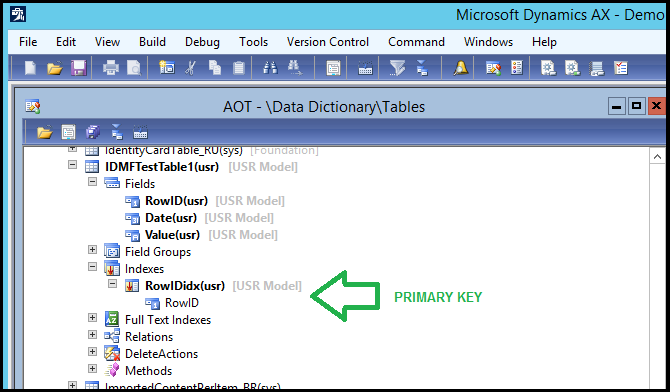 Microsoft Dynamics AX - Demo
File Edit View Build Debug Tools Version Control Command Windows Help
AOT - \Data Dictionary\Tables
IdentityCardTable_RU(sys) [Foundation]
IDMFTestTable1(usr) [USR Model]
Fields
RowID(usr) [USR Model]
Date(usr) [USR Model]
Value(usr) [USR Model]
Field Groups
Indexes
RowIDidx(usr) [USR Model]
RowID
PRIMARY KEY
Full Text Indexes
Relations
DeleteActions
Methods
ImportedContentPerItem_BR(sys)